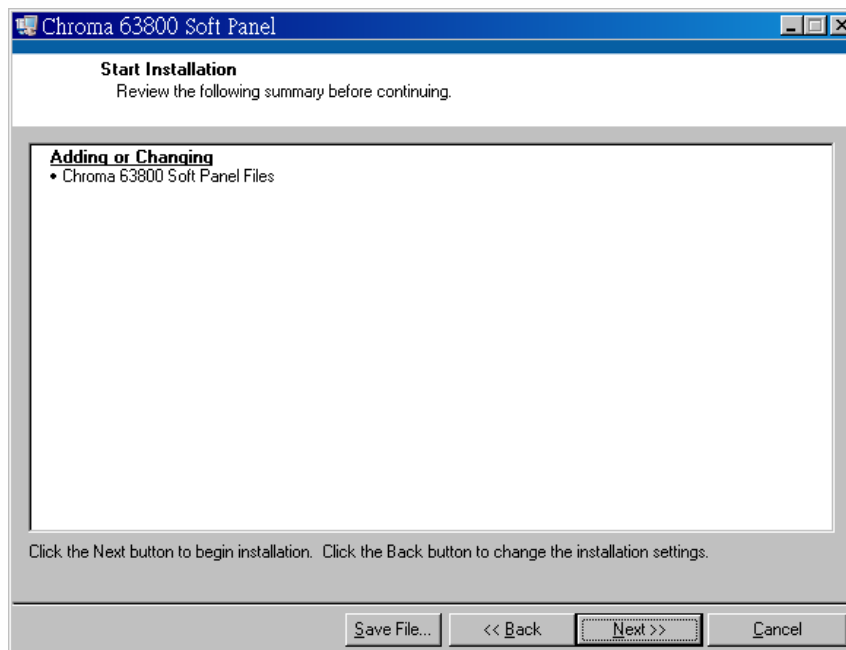 Chroma 63800 Soft Panel
Start Installation
Review the following summary before continuing.
Adding or Changing
• Chroma 63800 Soft Panel Files
Click the Next button to begin installation. Click the Back button to change the installation settings.
Save File... << Back Next >> Cancel